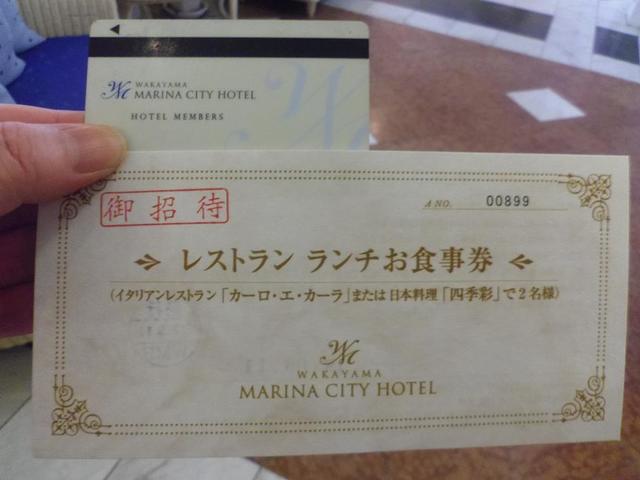 WAKAYAMA
MARINA CITY HOTEL
HOTEL MEMBERS
御招待
A NO. 00899
レストラン ランチお食事券
(イタリアンレストラン「カーロ・エ・カーラ」または日本料理「四季彩」で2名様)
WAKAYAMA
MARINA CITY HOTEL